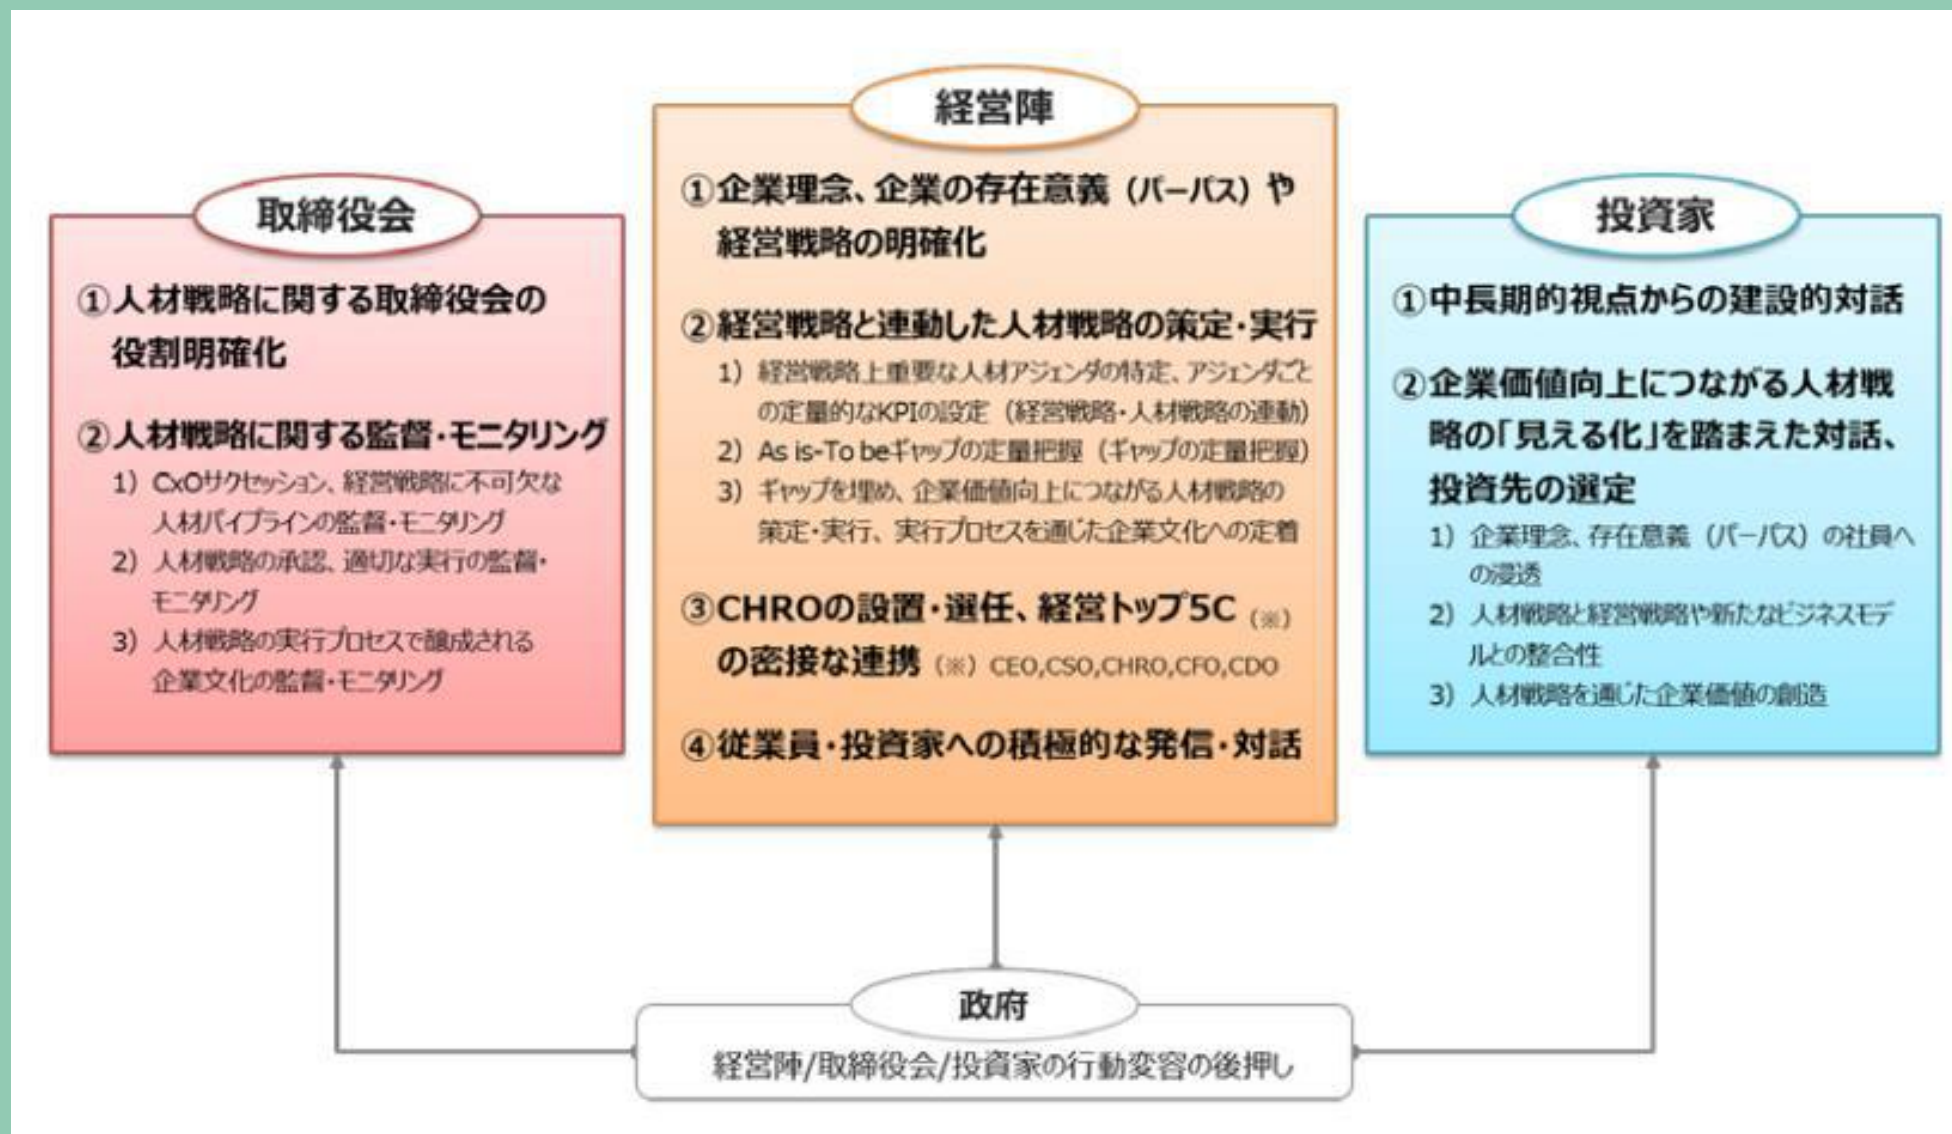 取締役会
①人材戦略に関する取締役会の
役割明確化
②人材戦略に関する監督・モニタリング
1）CxOサクセッション、経営戦略に不可欠な
人材パイプラインの監督・モニタリング
2）人材戦略の承認、適切な実行の監督・
モニタリング
3）人材戦略の実行プロセスで醸成される
企業文化の監督・モニタリング
経営陣
①企業理念、企業の存在意義（パーパス）や
経営戦略の明確化
②経営戦略と連動した人材戦略の策定・実行
1）経営戦略上重要な人材アジェンダの特定、アジェンダごと
の定量的なKPIの設定（経営戦略・人材戦略の連動）
2）As is-To beギャップの定量把握（ギャップの定量把握）
3）ギャップを埋め、企業価値向上につながる人材戦略の
策定・実行、実行プロセスを通じた企業文化への定着
③CHROの設置・選任、経営トップ5C（※）
の密接な連携（※）CEO,CSO,CHRO,CFO,CDO
④従業員・投資家への積極的な発信・対話
投資家
①中長期的視点からの建設的対話
②企業価値向上につながる人材戦
略の「見える化」を踏まえた対話、
投資先の選定
1）企業理念、存在意義（パーパス）の社員へ
の浸透
2）人材戦略と経営戦略や新たなビジネスモデ
ルとの整合性
3）人材戦略を通じた企業価値の創造
政府
経営陣/取締役会/投資家の行動変容の後押し